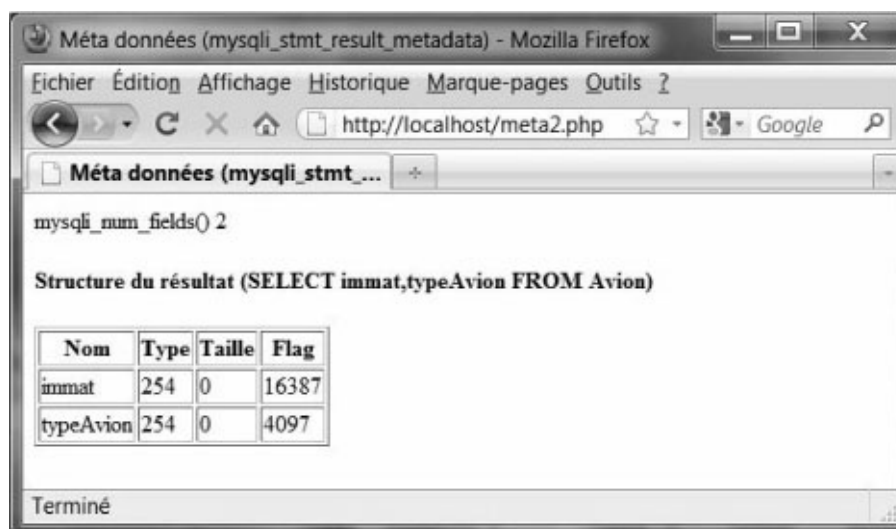 Méta données (mysqli_stmt_result_metadata) - Mozilla Firefox
Fichier Édition Affichage Historique Marque-pages Outils ?
http://localhost/meta2.php Google
Méta données (mysqli_stmt_...
mysqli_num_fields() 2
Structure du résultat (SELECT immat,typeAvion FROM Avion)
Nom Type Taille Flag
immat 254 0 16387
typeAvion 254 0 4097
Terminé